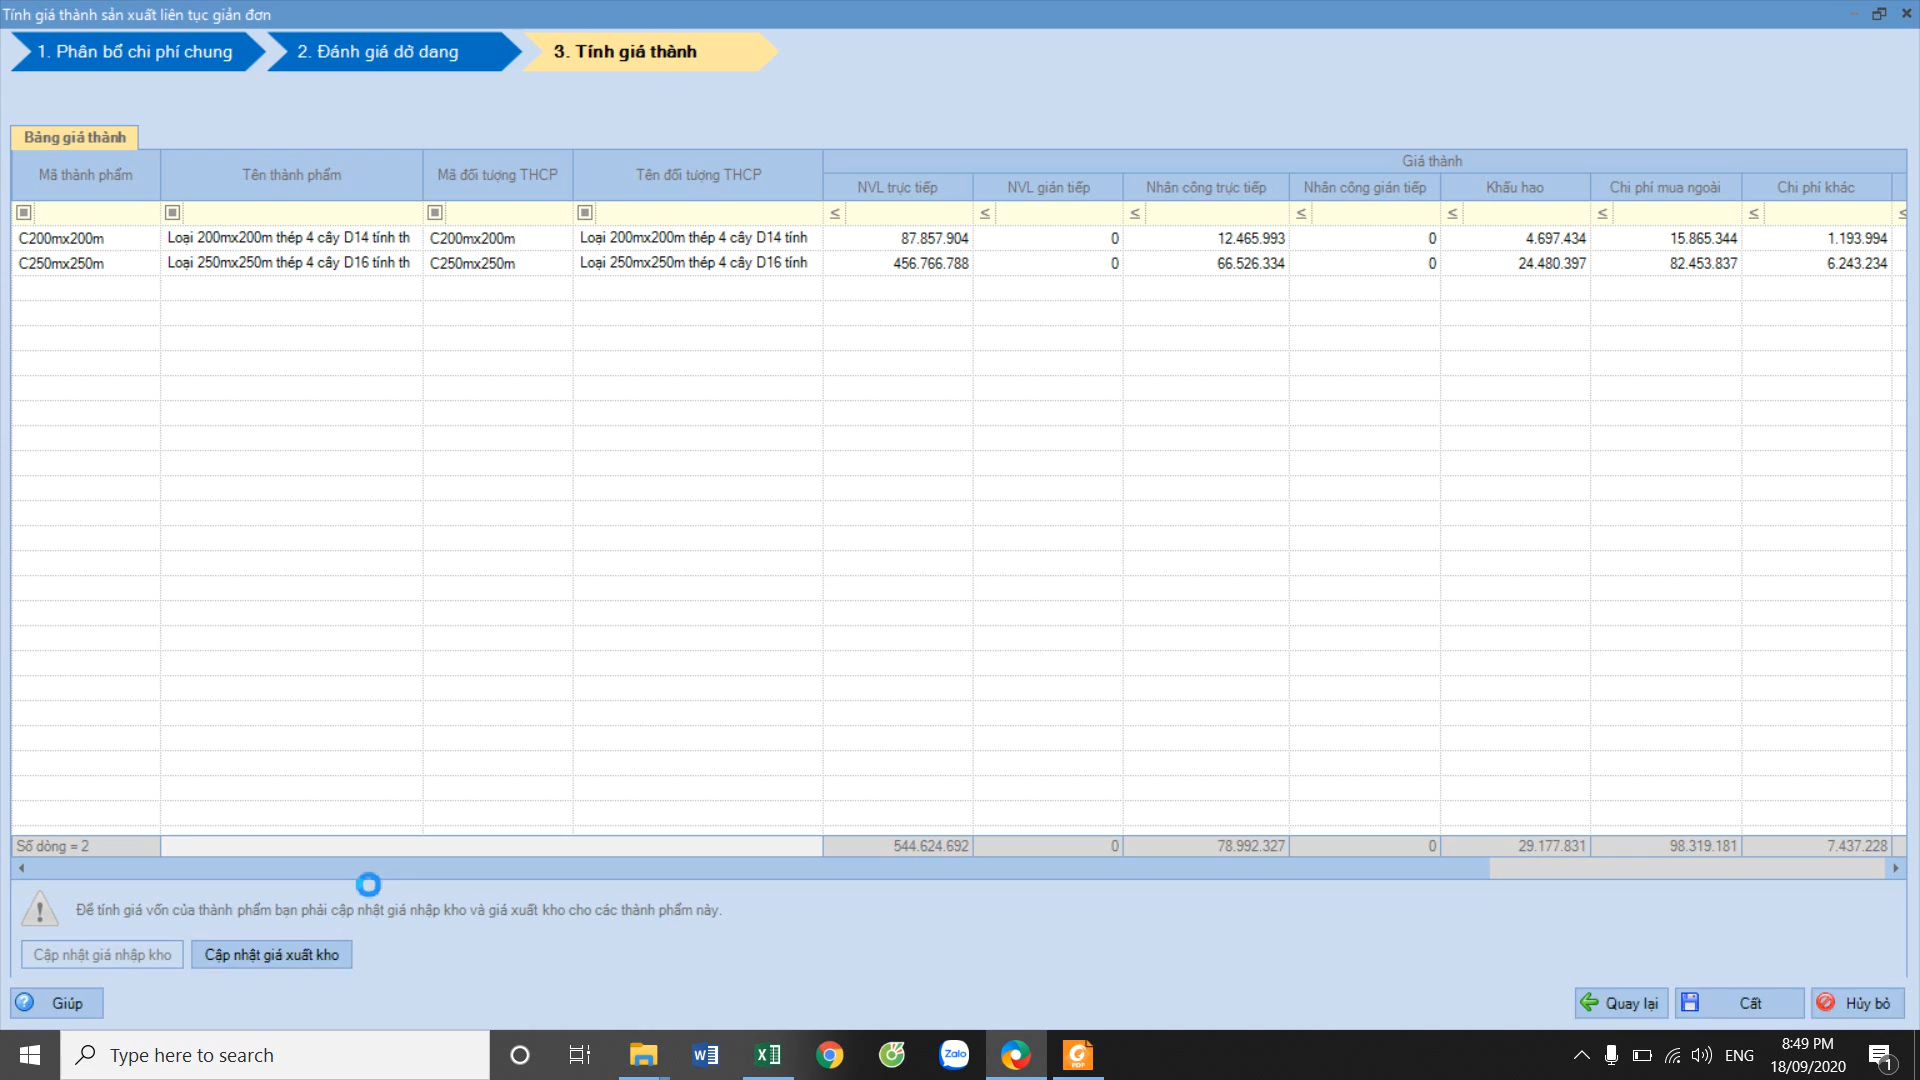 Tính giá thành sản xuất liên tục giản đơn
1. Phân bổ chi phí chung
2. Đánh giá dở dang
3. Tính giá thành
Bảng giá thành
Mã thành phẩm
Tên thành phẩm
Mã đối tượng THCP
Tên đối tượng THCP
Giá thành
NVL trực tiếp
NVL gián tiếp
Nhân công trực tiếp
Nhân công gián tiếp
Khấu hao
Chi phí mua ngoài
Chi phí khác
≤ ≤ ≤ ≤ ≤ ≤ ≤ ≤
C200mx200m Loại 200mx200m thép 4 cây D14 tính th C200mx200m Loại 200mx200m thép 4 cây D14 tính 87.857.904 0 12.465.993 0 4.697.434 15.865.344 1.193.994
C250mx250m Loại 250mx250m thép 4 cây D16 tính th C250mx250m Loại 250mx250m thép 4 cây D16 tính 456.766.788 0 66.526.334 0 24.480.397 82.453.837 6.243.234
Số dòng = 2 544.624.692 0 78.992.327 0 29.177.831 98.319.181 7.437.228
Để tính giá vốn của thành phẩm bạn phải cập nhật giá nhập kho và giá xuất kho cho các thành phẩm này.
Cập nhật giá nhập kho
Cập nhật giá xuất kho
Giúp
Quay lại
Cất
Hủy bỏ
Type here to search
Zalo
PDF
ENG
8:49 PM
18/09/2020
1